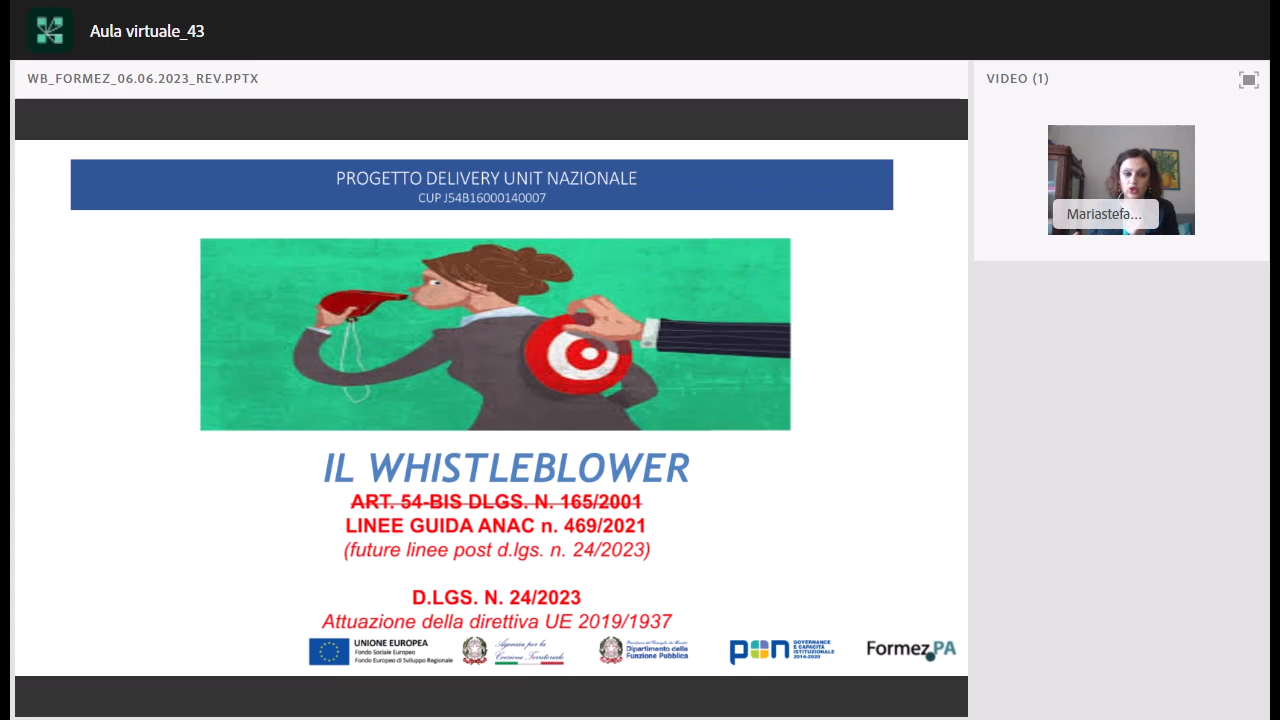 Aula virtuale_43
WB_FORMEZ_06.06.2023_REV.PPTX
VIDEO (1)
Mariastefa...
PROGETTO DELIVERY UNIT NAZIONALE
CUP J54B16000140007
IL WHISTLEBLOWER
ART. 54-BIS DLGS. N. 165/2001
LINEE GUIDA ANAC n. 469/2021
(future linee post d.lgs. n. 24/2023)
D.LGS. N. 24/2023
Attuazione della direttiva UE 2019/1937
UNIONE EUROPEA
Fondo Sociale Europeo
Fondo Europeo di Sviluppo Regionale
Agenzia per la
Coesione Territoriale
Dipartimento della
Funzione Pubblica
pon
GOVERNANCE
E CAPACITÀ
ISTITUZIONALE
2014-2020
Formez PA